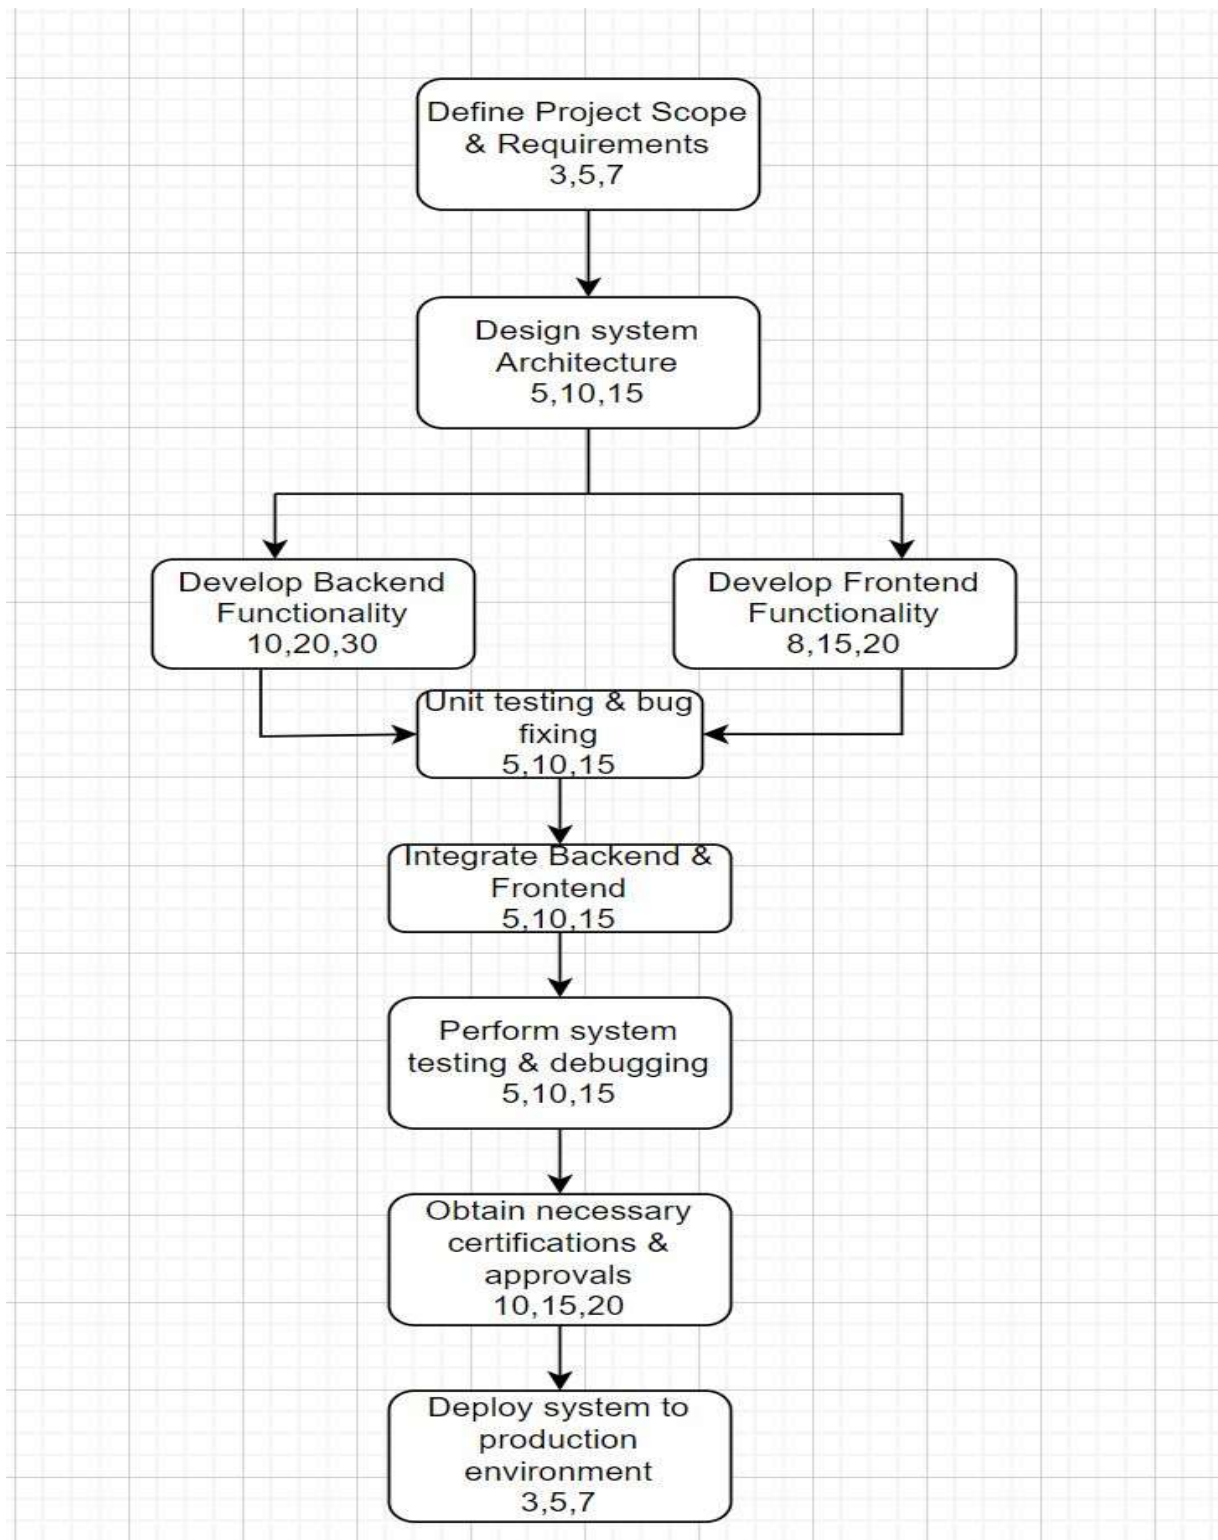 Define Project Scope
& Requirements
3,5,7
Design system
Architecture
5,10,15
Develop Backend
Functionality
10,20,30
Develop Frontend
Functionality
8,15,20
Unit testing & bug
fixing
5,10,15
Integrate Backend &
Frontend
5,10,15
Perform system
testing & debugging
5,10,15
Obtain necessary
certifications &
approvals
10,15,20
Deploy system to
production
environment
3,5,7